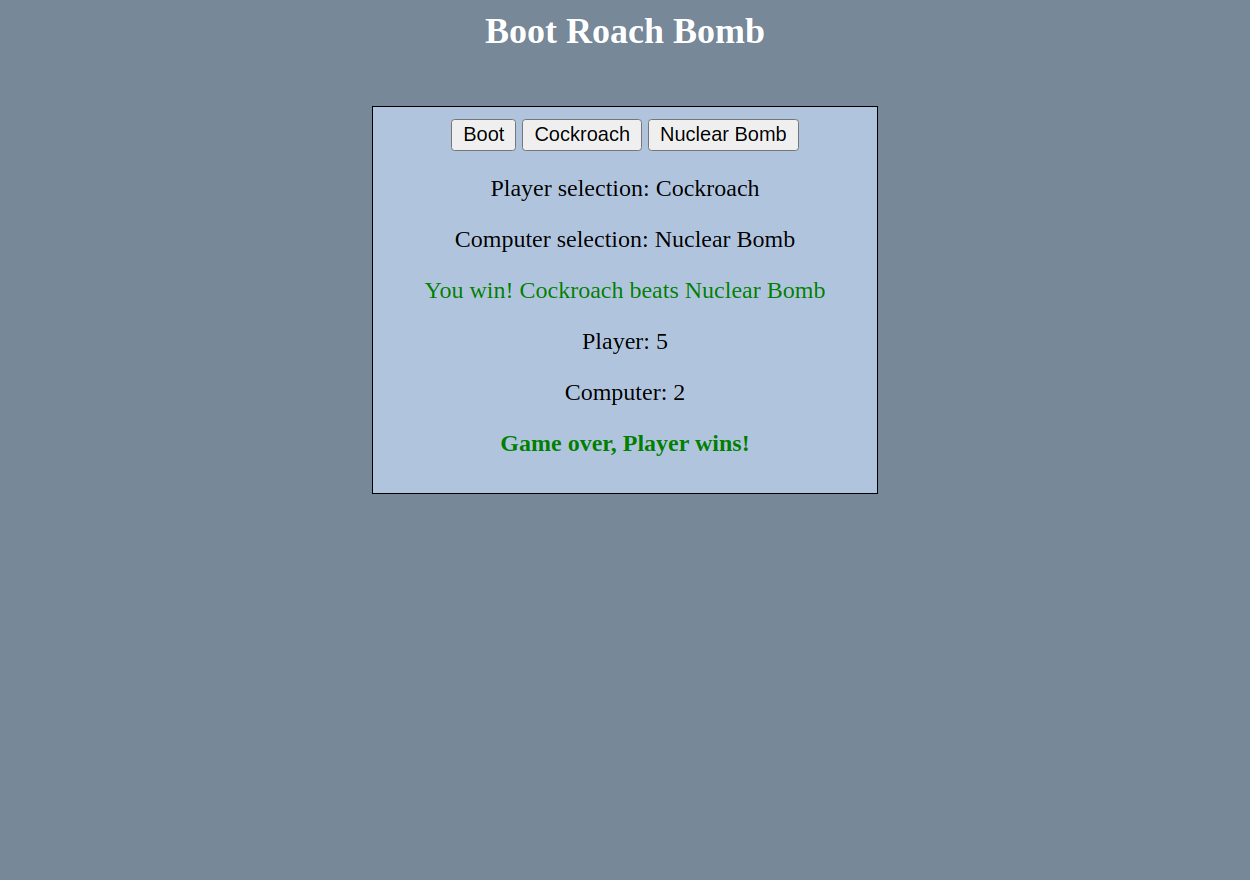 Boot Roach Bomb
Boot Cockroach Nuclear Bomb
Player selection: Cockroach
Computer selection: Nuclear Bomb
You win! Cockroach beats Nuclear Bomb
Player: 5
Computer: 2
Game over, Player wins!